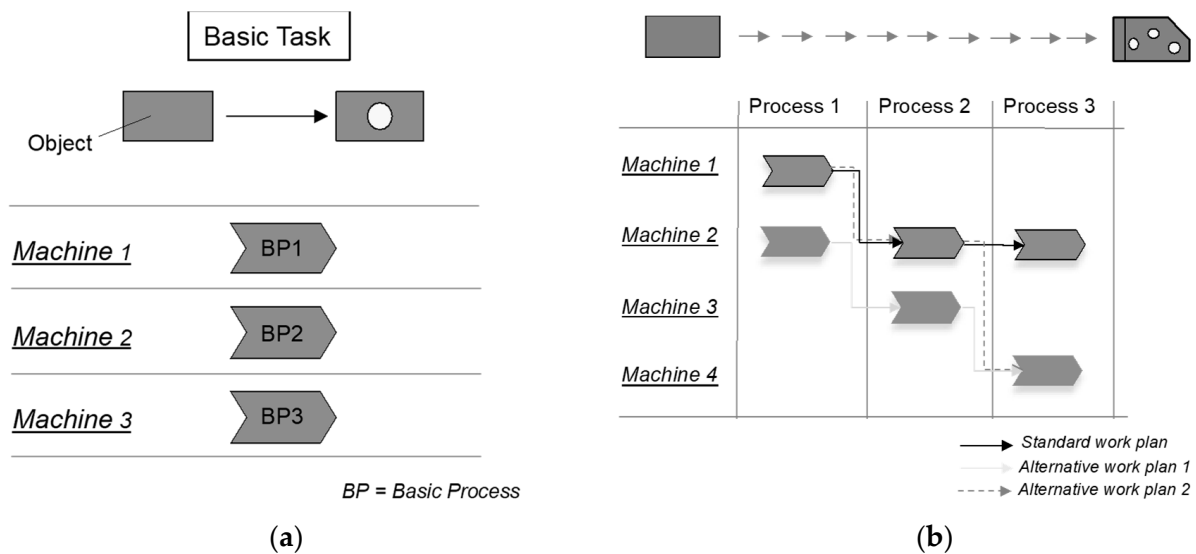 Basic Task
Object
Machine 1
BP1
Machine 2
BP2
Machine 3
BP3
BP = Basic Process
(a)
Process 1
Process 2
Process 3
Machine 1
Machine 2
Machine 3
Machine 4
Standard work plan
Alternative work plan 1
Alternative work plan 2
(b)